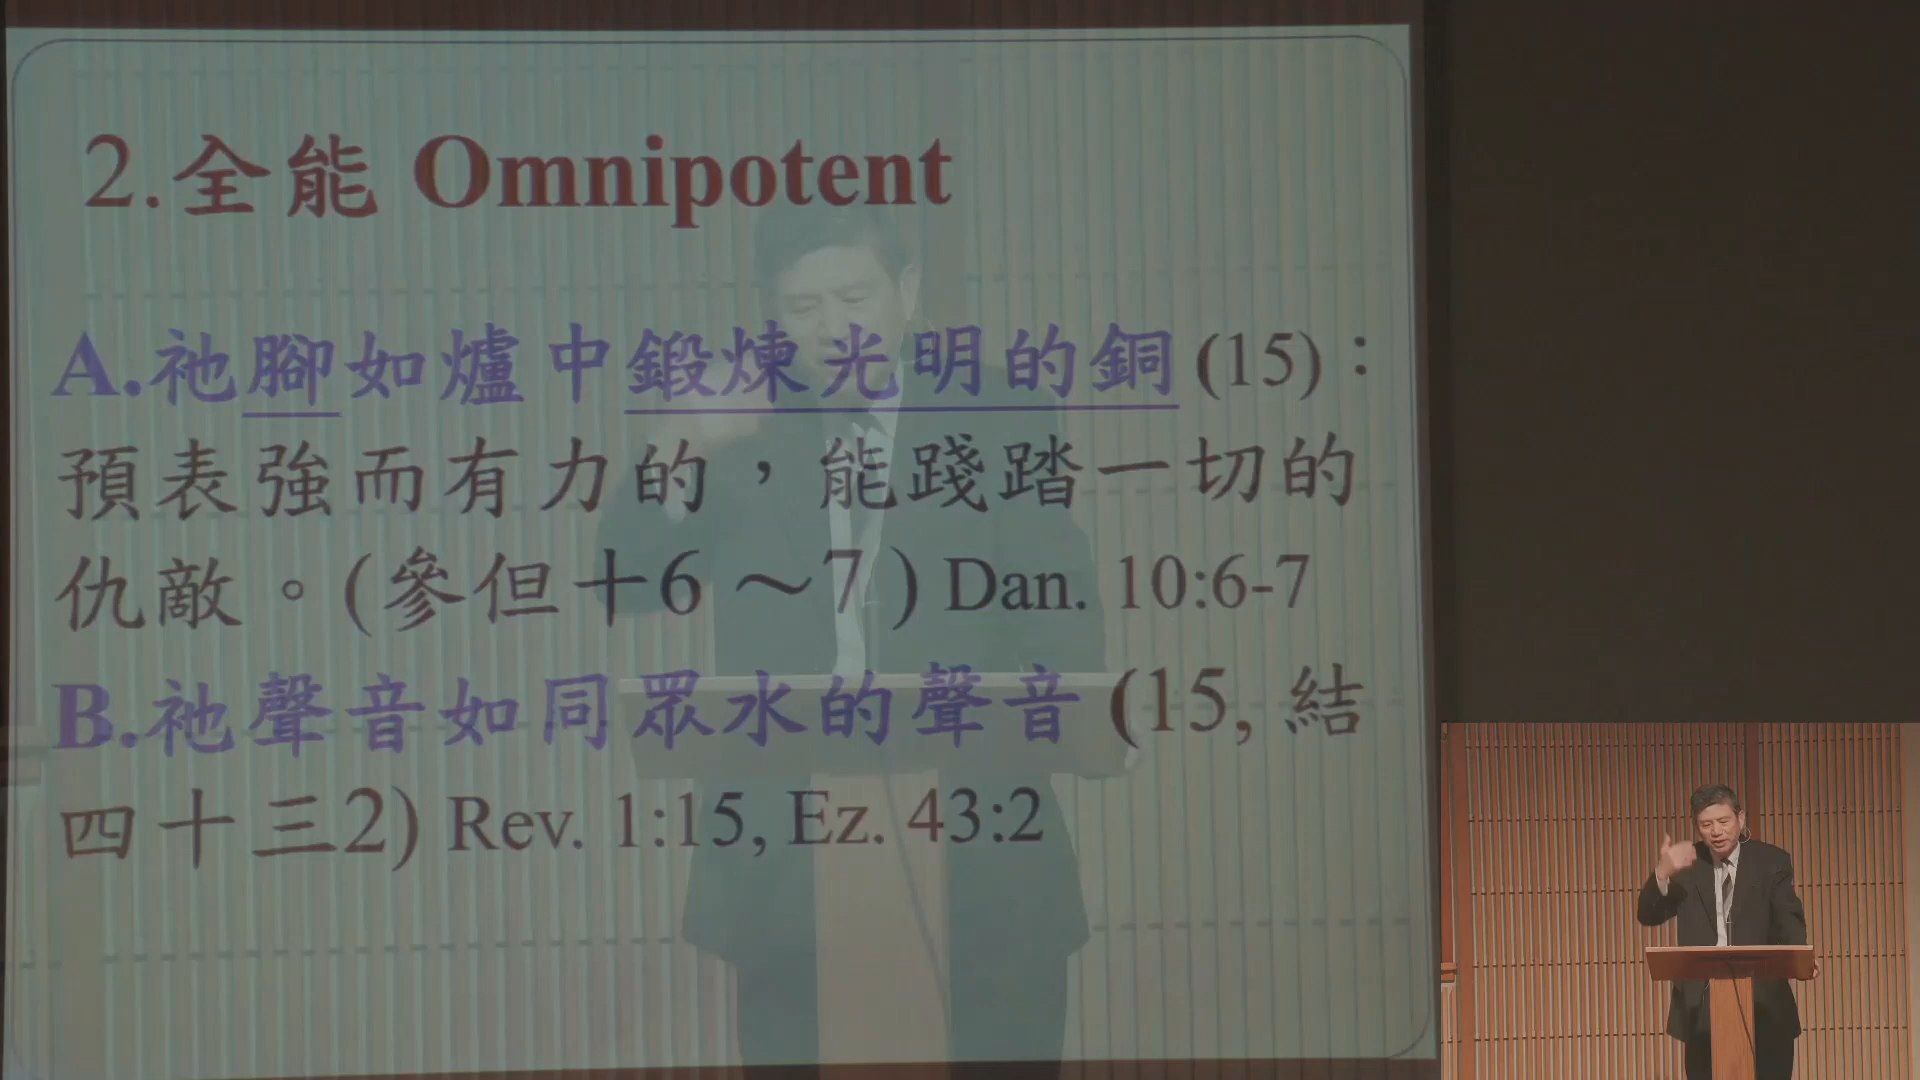 2.全能 Omnipotent
A.祂腳如爐中鍛煉光明的銅 (15)：
預表強而有力的，能踐踏一切的
仇敵。(參但十6～7) Dan. 10:6-7
B.祂聲音如同眾水的聲音 (15, 結
四十三2) Rev. 1:15, Ez. 43:2